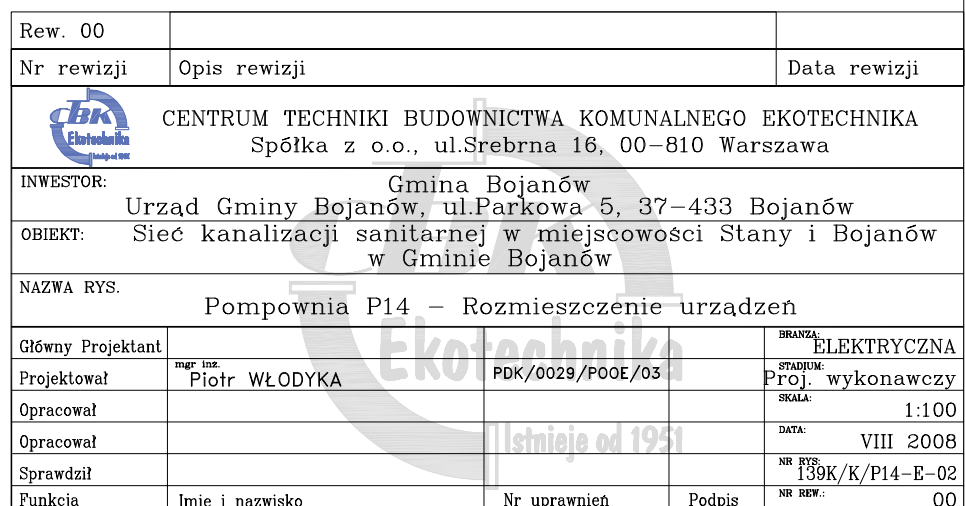 Rew. 00
Nr rewizji Opis rewizji Data rewizji
CBK
Ekotechnika
Istnieje od 1951
CENTRUM TECHNIKI BUDOWNICTWA KOMUNALNEGO EKOTECHNIKA
Spółka z o.o., ul.Srebrna 16, 00-810 Warszawa
INWESTOR:
Gmina Bojanów
Urząd Gminy Bojanów, ul.Parkowa 5, 37-433 Bojanów
OBIEKT: Sieć kanalizacji sanitarnej w miejscowości Stany i Bojanów
w Gminie Bojanów
NAZWA RYS.
Pompownia P14 - Rozmieszczenie urządzeń
CBK
Ekotechnika
Istnieje od 1951
Główny Projektant BRANŻA: ELEKTRYCZNA
Projektował mgr inż. Piotr WŁODYKA PDK/0029/POOE/03 STADIUM: Proj. wykonawczy
Opracował SKALA: 1:100
Opracował DATA: VIII 2008
Sprawdził NR RYS: 139K/K/P14-E-02
Funkcja Imię i nazwisko Nr uprawnień Podpis NR REW.: 00